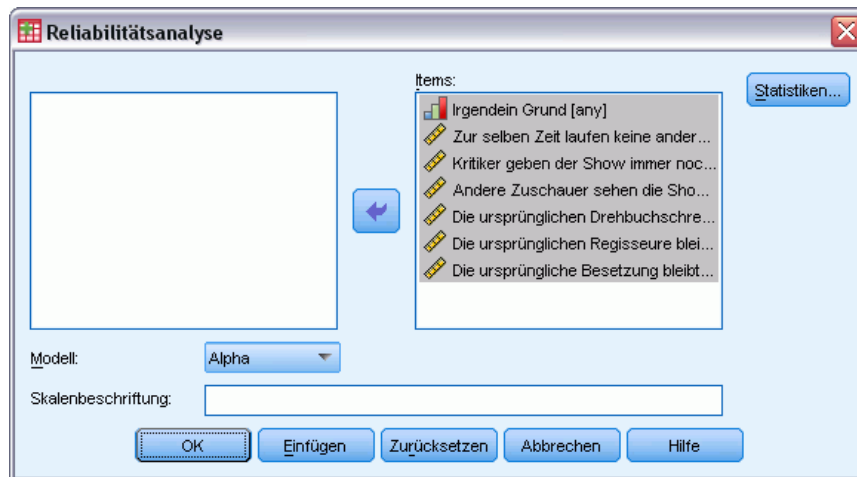 Reliabilitätsanalyse
Items:
Irgendein Grund [any]
Zur selben Zeit laufen keine ander...
Kritiker geben der Show immer noc...
Andere Zuschauer sehen die Sho...
Die ursprünglichen Drehbuchschre...
Die ursprünglichen Regisseure blei...
Die ursprüngliche Besetzung bleibt...
Statistiken...
Modell:
Alpha
Skalenbeschriftung:
OK
Einfügen
Zurücksetzen
Abbrechen
Hilfe